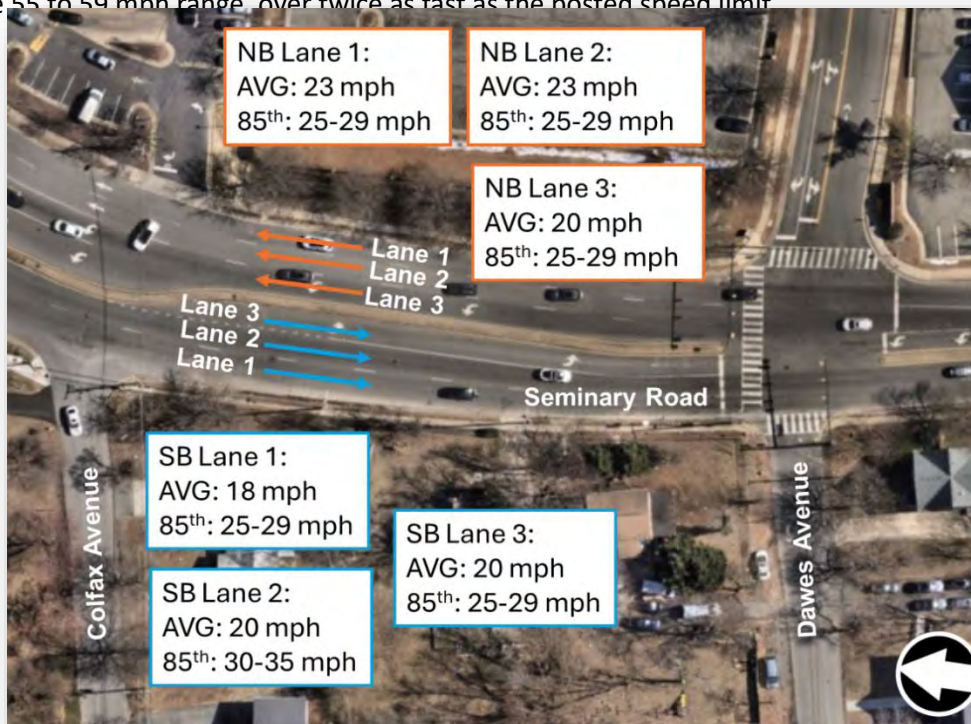 55 to 59 mph range, over twice as fast as the posted speed limit
NB Lane 1:
AVG: 23 mph
85th: 25-29 mph
NB Lane 2:
AVG: 23 mph
85th: 25-29 mph
NB Lane 3:
AVG: 20 mph
85th: 25-29 mph
Lane 1
Lane 2
Lane 3
Lane 3
Lane 2
Lane 1
Seminary Road
SB Lane 1:
AVG: 18 mph
85th: 25-29 mph
SB Lane 2:
AVG: 20 mph
85th: 30-35 mph
SB Lane 3:
AVG: 20 mph
85th: 25-29 mph
Colfax Avenue
Dawes Avenue